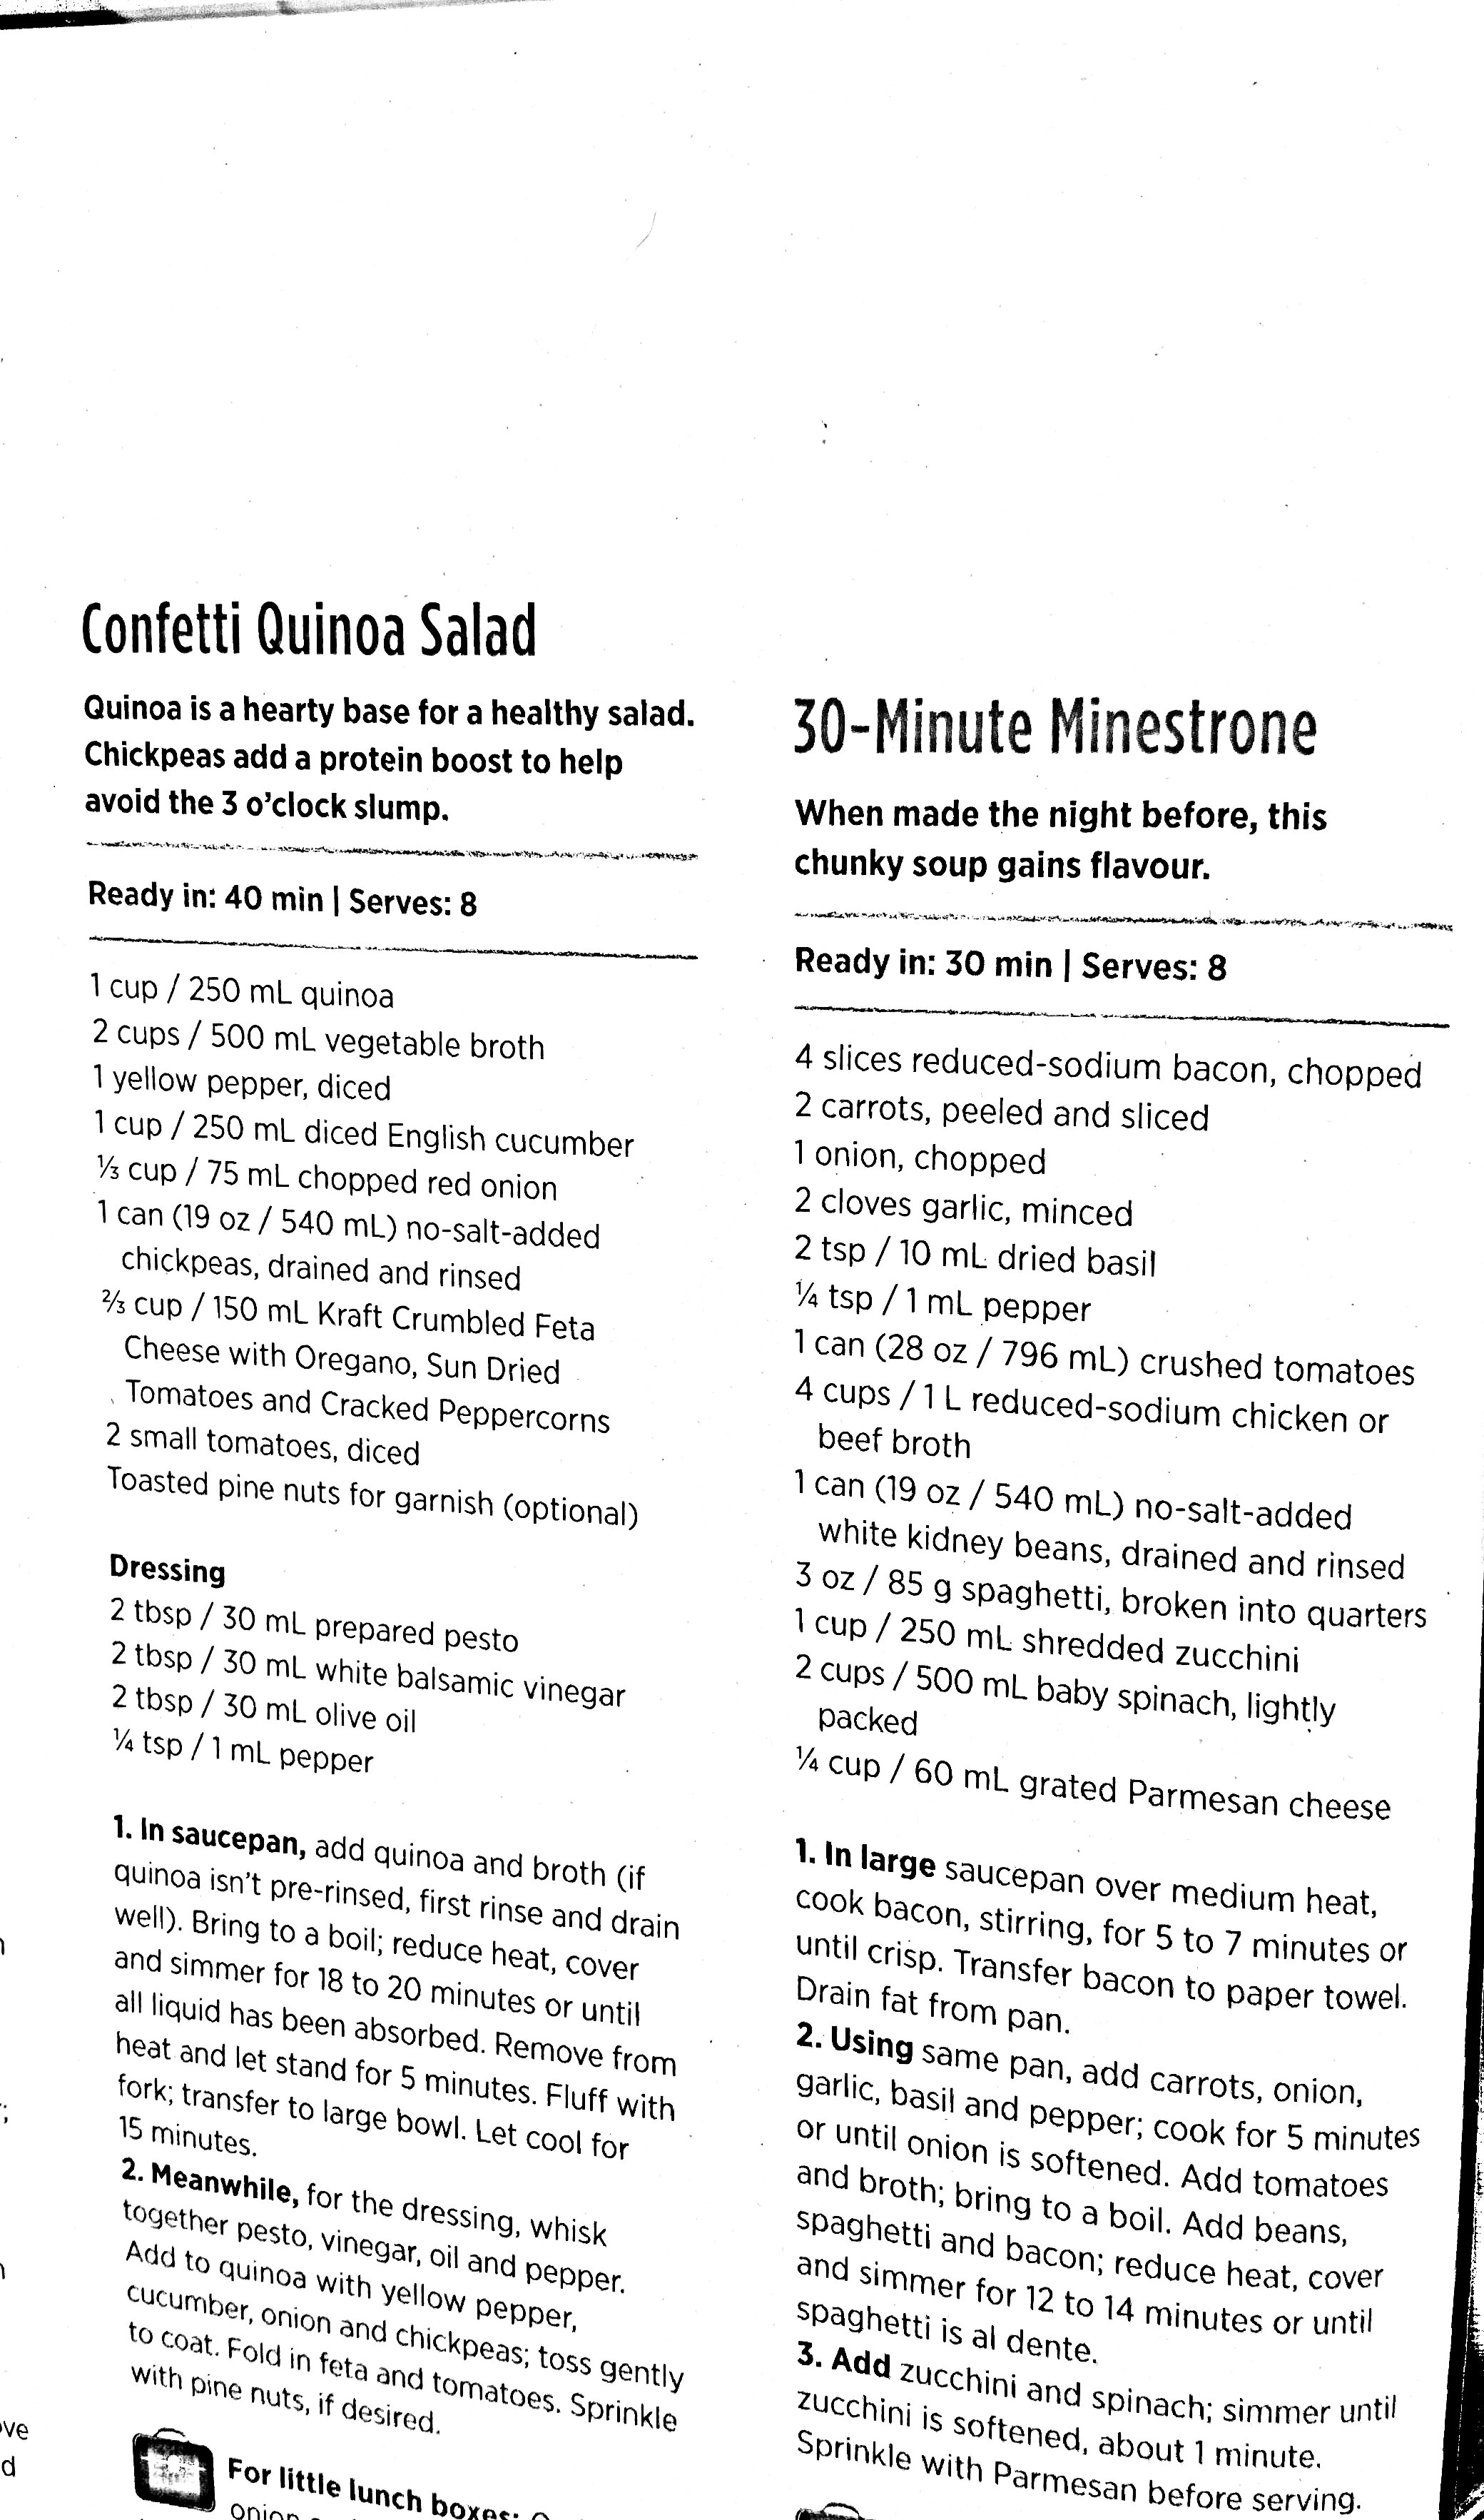 Confetti Quinoa Salad
Quinoa is a hearty base for a healthy salad.
Chickpeas add a protein boost to help
avoid the 3 o'clock slump.
Ready in: 40 min | Serves: 8
1 cup / 250 mL quinoa
2 cups / 500 mL vegetable broth
1 yellow pepper, diced
1 cup / 250 mL diced English cucumber
⅓ cup / 75 mL chopped red onion
1 can (19 oz / 540 mL) no-salt-added
chickpeas, drained and rinsed
⅔ cup / 150 mL Kraft Crumbled Feta
Cheese with Oregano, Sun Dried
Tomatoes and Cracked Peppercorns
2 small tomatoes, diced
Toasted pine nuts for garnish (optional)
Dressing
2 tbsp / 30 mL prepared pesto
2 tbsp / 30 mL white balsamic vinegar
2 tbsp / 30 mL olive oil
¼ tsp / 1 mL pepper
1. In saucepan, add quinoa and broth (if
quinoa isn't pre-rinsed, first rinse and drain
well). Bring to a boil; reduce heat, cover
and simmer for 18 to 20 minutes or until
all liquid has been absorbed. Remove from
heat and let stand for 5 minutes. Fluff with
fork; transfer to large bowl. Let cool for
15 minutes.
2. Meanwhile, for the dressing, whisk
together pesto, vinegar, oil and pepper.
Add to quinoa with yellow pepper,
cucumber, onion and chickpeas; toss gently
to coat. Fold in feta and tomatoes. Sprinkle
with pine nuts, if desired.
For little lunch boxes:
onion
30-Minute Minestrone
When made the night before, this
chunky soup gains flavour.
Ready in: 30 min | Serves: 8
4 slices reduced-sodium bacon, chopped
2 carrots, peeled and sliced
1 onion, chopped
2 cloves garlic, minced
2 tsp / 10 mL dried basil
¼ tsp / 1 mL pepper
1 can (28 oz / 796 mL) crushed tomatoes
4 cups / 1 L reduced-sodium chicken or
beef broth
1 can (19 oz / 540 mL) no-salt-added
white kidney beans, drained and rinsed
3 oz / 85 g spaghetti, broken into quarters
1 cup / 250 mL shredded zucchini
2 cups / 500 mL baby spinach, lightly
packed
¼ cup / 60 mL grated Parmesan cheese
1. In large saucepan over medium heat,
cook bacon, stirring, for 5 to 7 minutes or
until crisp. Transfer bacon to paper towel.
Drain fat from pan.
2. Using same pan, add carrots, onion,
garlic, basil and pepper; cook for 5 minutes
or until onion is softened. Add tomatoes
and broth; bring to a boil. Add beans,
spaghetti and bacon; reduce heat, cover
and simmer for 12 to 14 minutes or until
spaghetti is al dente.
3. Add zucchini and spinach; simmer until
zucchini is softened, about 1 minute.
Sprinkle with Parmesan before serving.